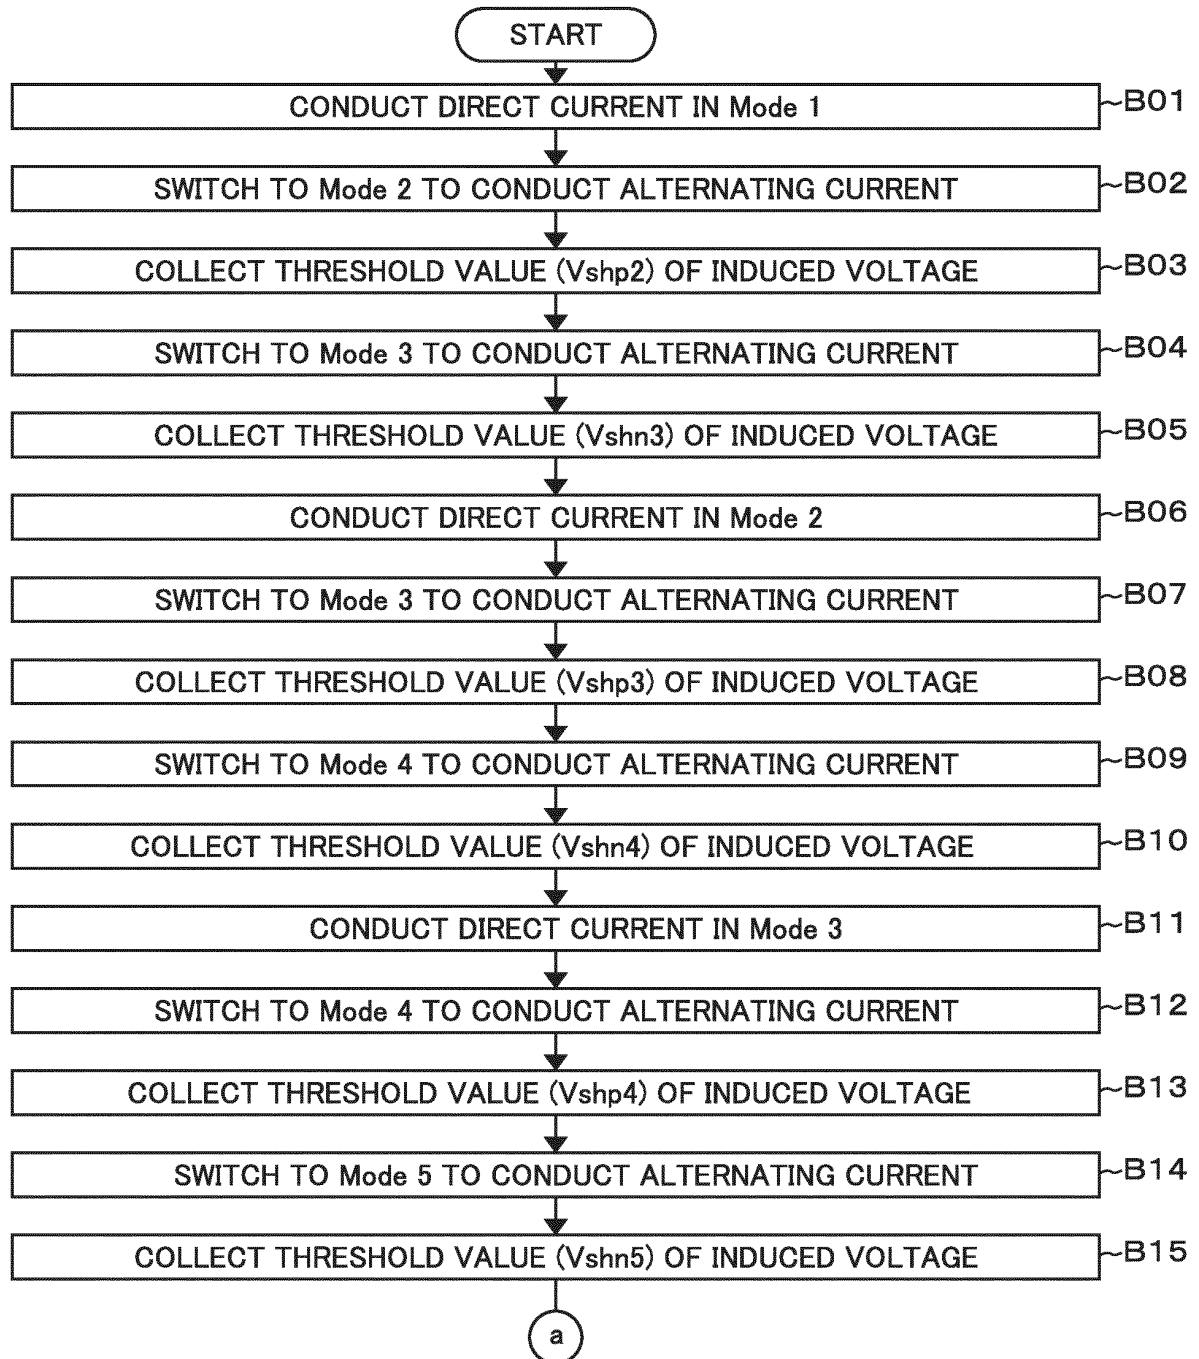 START
CONDUCT DIRECT CURRENT IN Mode 1
B01
SWITCH TO Mode 2 TO CONDUCT ALTERNATING CURRENT
B02
COLLECT THRESHOLD VALUE (Vshp2) OF INDUCED VOLTAGE
B03
SWITCH TO Mode 3 TO CONDUCT ALTERNATING CURRENT
B04
COLLECT THRESHOLD VALUE (Vshn3) OF INDUCED VOLTAGE
B05
CONDUCT DIRECT CURRENT IN Mode 2
B06
SWITCH TO Mode 3 TO CONDUCT ALTERNATING CURRENT
B07
COLLECT THRESHOLD VALUE (Vshp3) OF INDUCED VOLTAGE
B08
SWITCH TO Mode 4 TO CONDUCT ALTERNATING CURRENT
B09
COLLECT THRESHOLD VALUE (Vshn4) OF INDUCED VOLTAGE
B10
CONDUCT DIRECT CURRENT IN Mode 3
B11
SWITCH TO Mode 4 TO CONDUCT ALTERNATING CURRENT
B12
COLLECT THRESHOLD VALUE (Vshp4) OF INDUCED VOLTAGE
B13
SWITCH TO Mode 5 TO CONDUCT ALTERNATING CURRENT
B14
COLLECT THRESHOLD VALUE (Vshn5) OF INDUCED VOLTAGE
B15
a